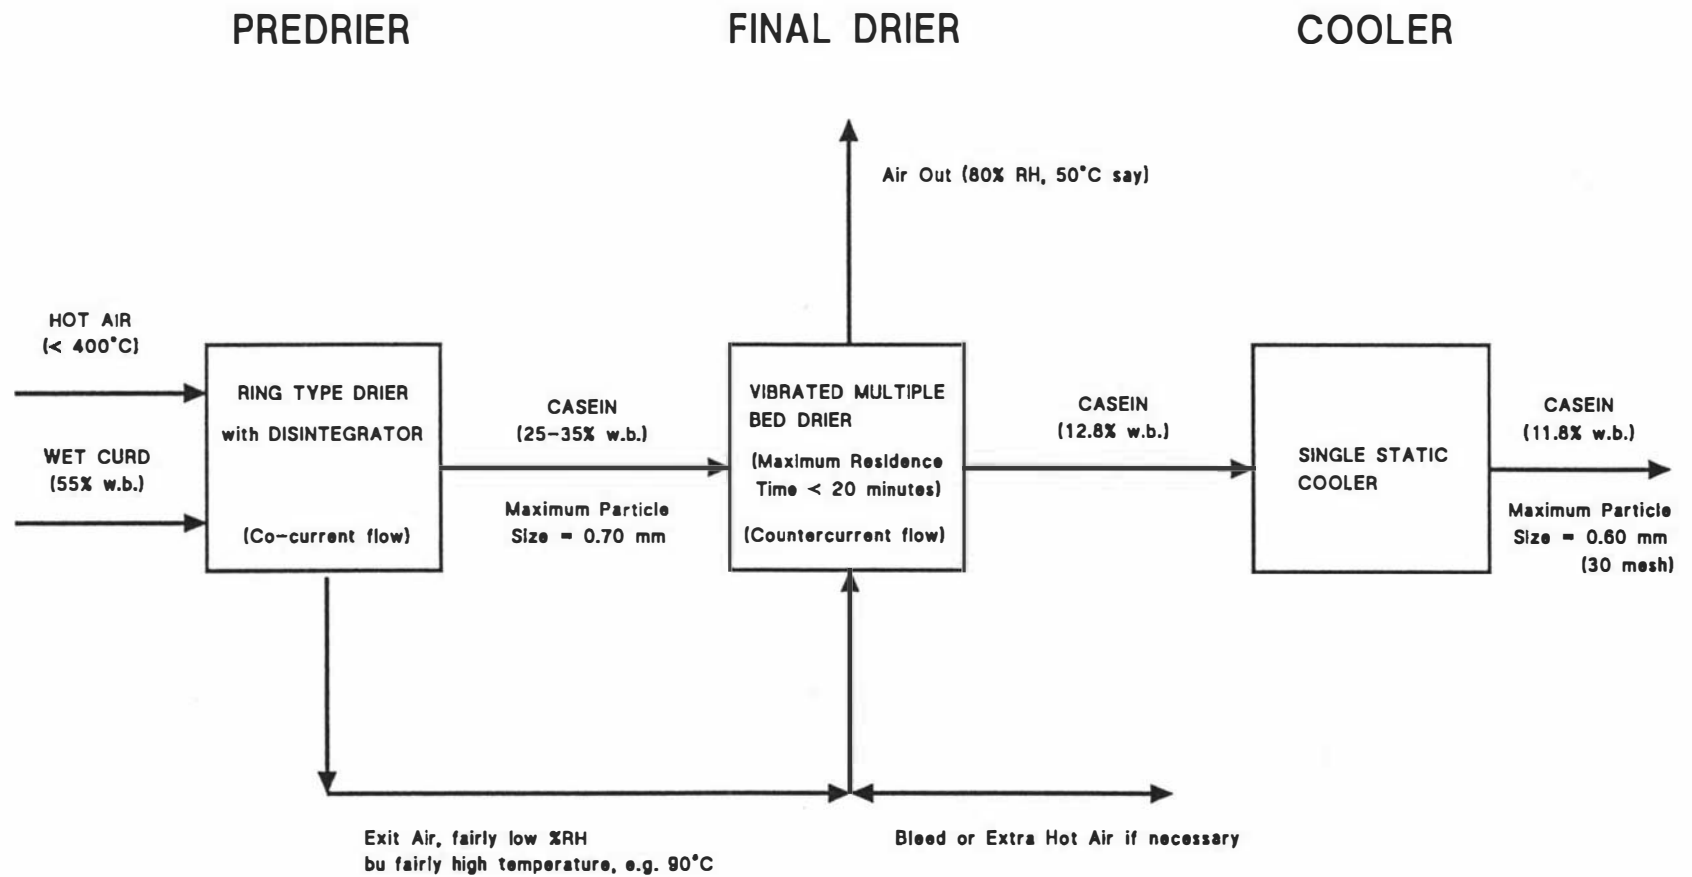 PREDRIER
FINAL DRIER
COOLER
Air Out (80% RH, 50°C say)
HOT AIR
(< 400°C)
WET CURD
(55% w.b.)
RING TYPE DRIER
with DISINTEGRATOR
(Co-current flow)
CASEIN
(25-35% w.b.)
Maximum Particle
Size = 0.70 mm
VIBRATED MULTIPLE
BED DRIER
(Maximum Residence
Time < 20 minutes)
(Countercurrent flow)
CASEIN
(12.8% w.b.)
SINGLE STATIC
COOLER
CASEIN
(11.8% w.b.)
Maximum Particle
Size = 0.60 mm
(30 mesh)
Exit Air, fairly low %RH
bu fairly high temperature, e.g. 90°C
Bleed or Extra Hot Air if necessary